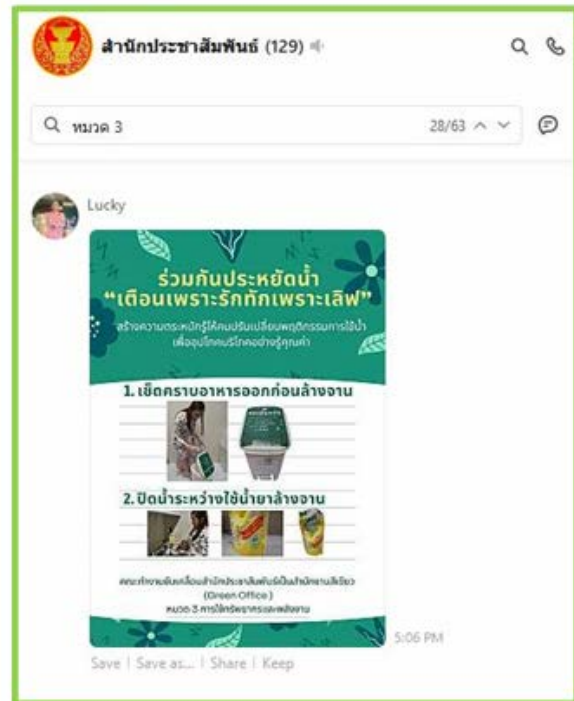 สำนักประชาสัมพันธ์ (129)
หมวด 3
28/63
Lucky
ร่วมกันประหยัดน้ำ
“เตือนเพราะรักทักเพราะเลิฟ”
สร้างความตระหนักรู้ให้คนปรับเปลี่ยนพฤติกรรมการใช้น้ำ
เพื่ออุปโภคบริโภคอย่างรู้คุณค่า
1. เช็ดคราบอาหารออกก่อนล้างจาน
2. ปิดน้ำระหว่างใช้น้ำยาล้างจาน
คณะทำงานขับเคลื่อนสำนักประชาสัมพันธ์เป็นสำนักงานสีเขียว
(Green Office )
หมวด 3 การใช้ทรัพยากรและพลังงาน
5:06 PM
Save | Save as... | Share | Keep